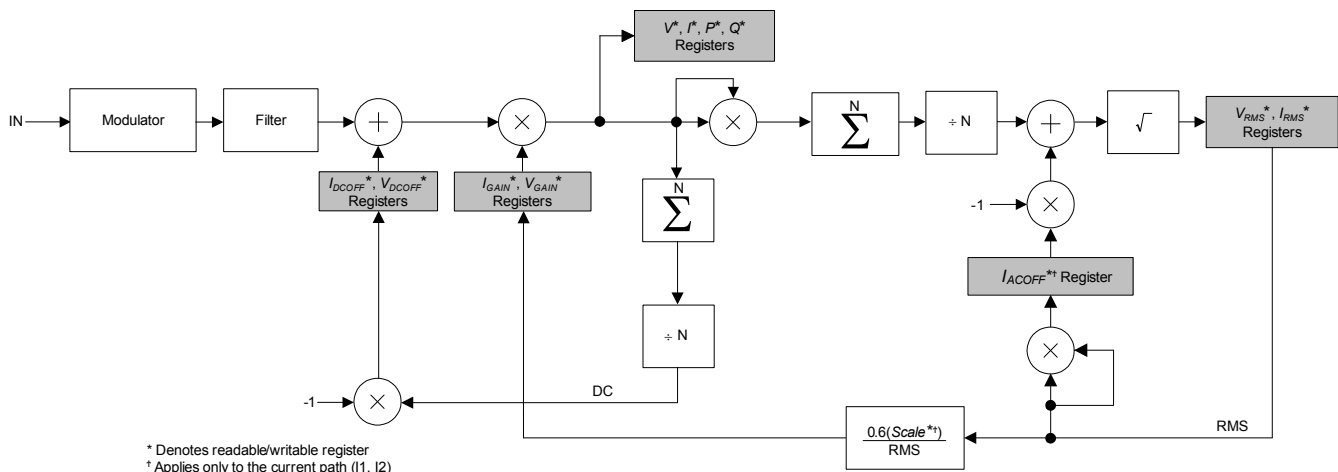 V*, I*, P*, Q*
Registers
IN
Modulator
Filter
+
×
×
N
∑
÷ N
+
√
V_RMS*, I_RMS*
Registers
I_DCOFF*, V_DCOFF*
Registers
I_GAIN*, V_GAIN*
Registers
N
∑
-1
×
I_ACOFF*† Register
÷ N
×
-1
×
DC
0.6(Scale*†)
RMS
RMS
* Denotes readable/writable register
† Applies only to the current path (I1, I2)